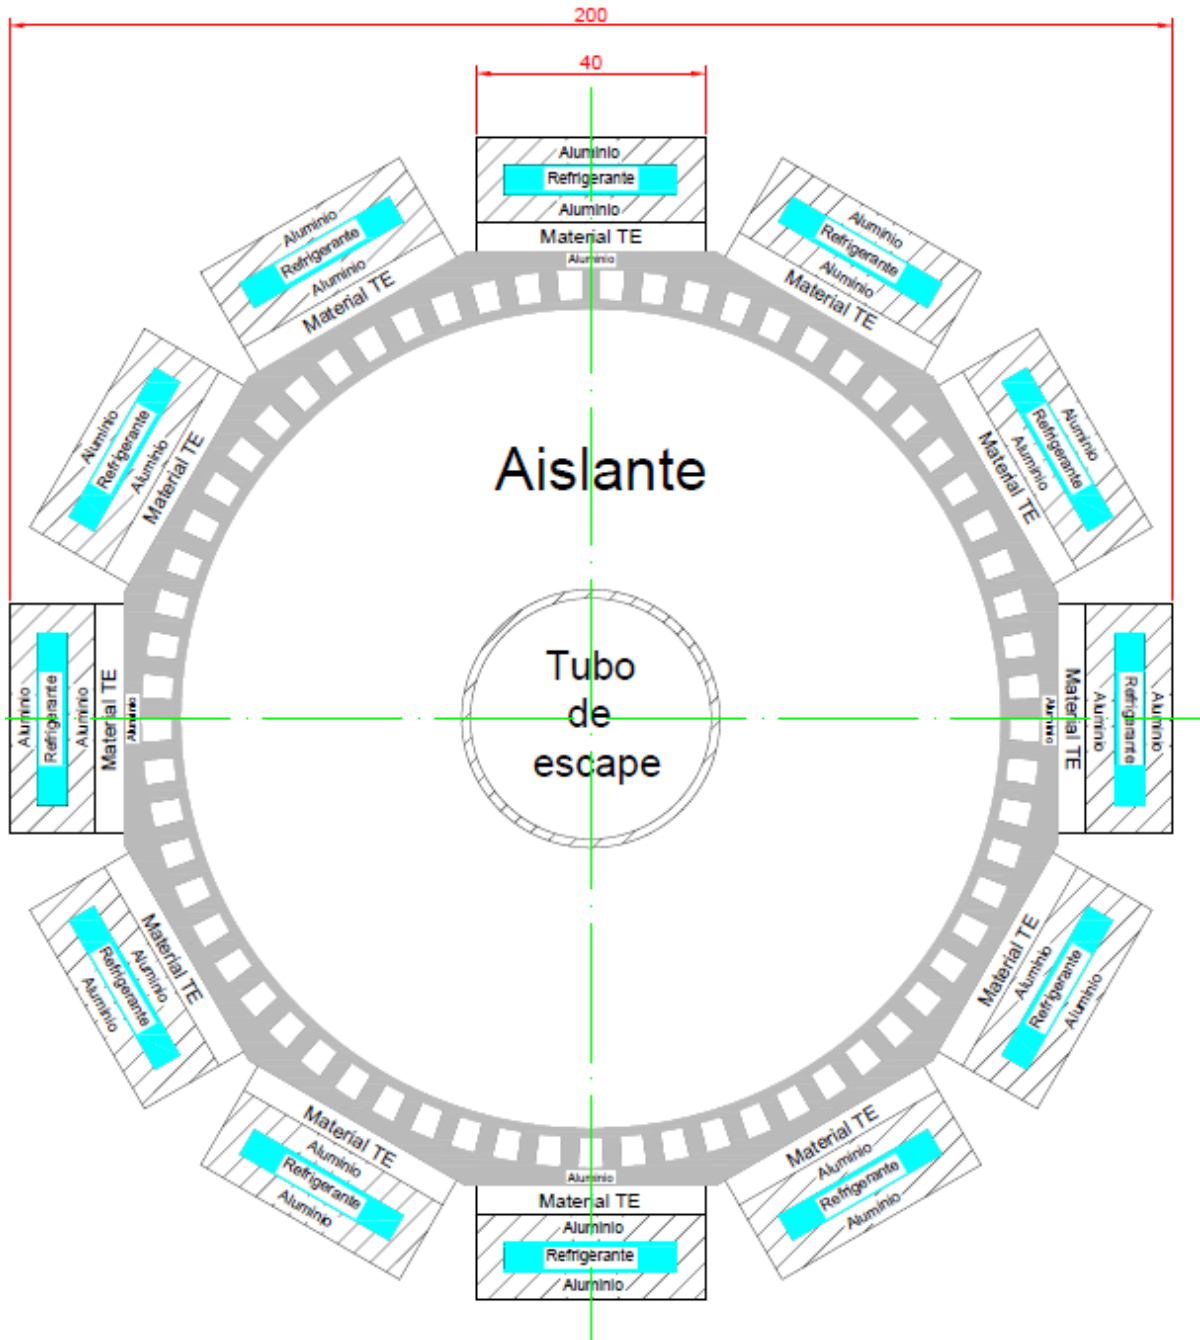 200
40
Aluminio
Refrigerante
Aluminio
Material TE
Aluminio
Aluminio
Refrigerante
Aluminio
Material TE
Aluminio
Refrigerante
Aluminio
Material TE
Aluminio
Refrigerante
Aluminio
Material TE
Aluminio
Refrigerante
Aluminio
Material TE
Aislante
Tubo
de
escape
Aluminio
Refrigerante
Aluminio
Material TE
Aluminio
Aluminio
Material TE
Aluminio
Refrigerante
Aluminio
Material TE
Aluminio
Refrigerante
Aluminio
Material TE
Aluminio
Refrigerante
Aluminio
Material TE
Aluminio
Refrigerante
Aluminio
Material TE
Aluminio
Refrigerante
Aluminio
Aluminio
Material TE
Aluminio
Refrigerante
Aluminio